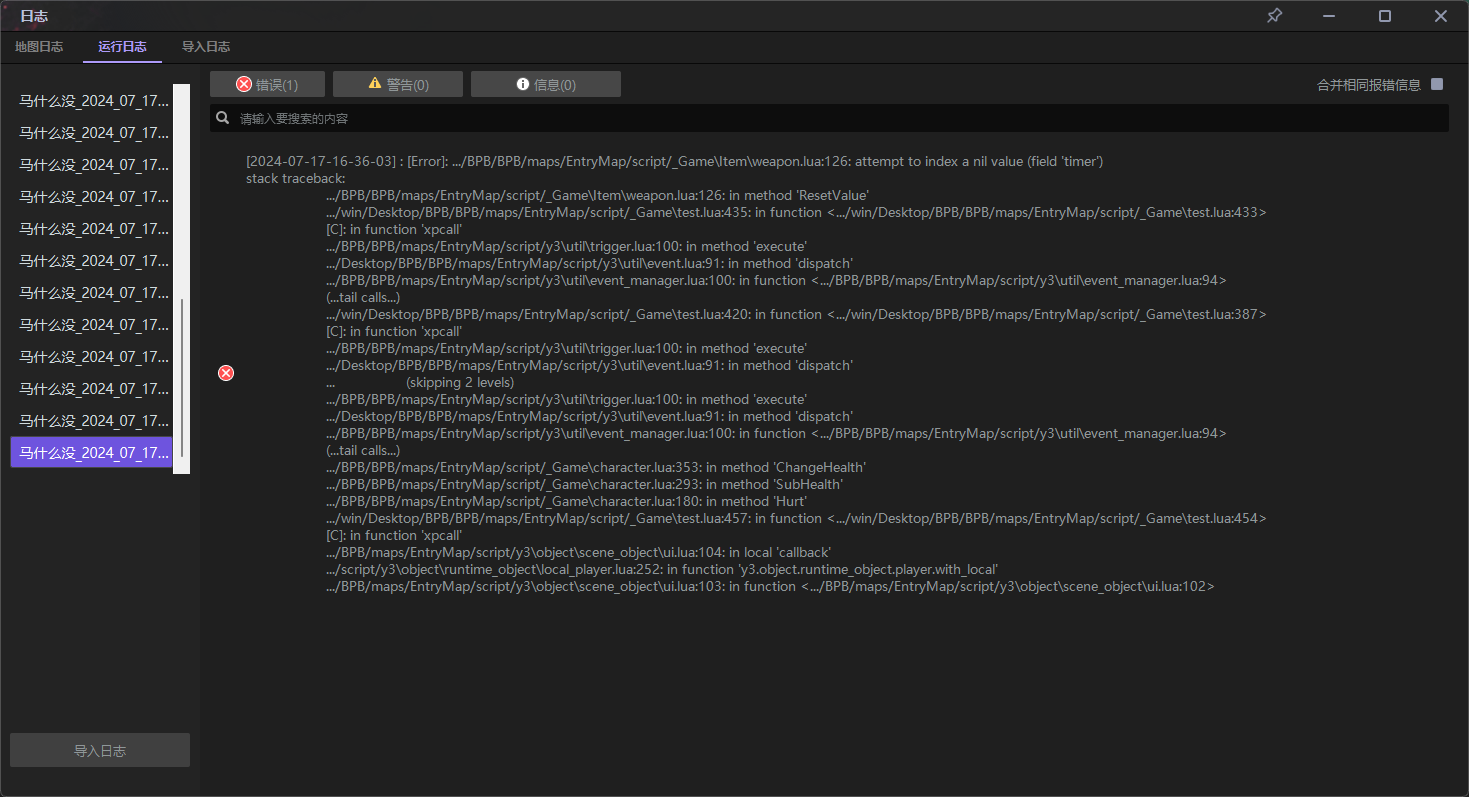 日志
地图日志 运行日志 导入日志
错误(1) 警告(0) 信息(0) 合并相同报错信息
请输入要搜索的内容
马什么没_2024_07_17...
马什么没_2024_07_17...
马什么没_2024_07_17...
马什么没_2024_07_17...
马什么没_2024_07_17...
马什么没_2024_07_17...
马什么没_2024_07_17...
马什么没_2024_07_17...
马什么没_2024_07_17...
马什么没_2024_07_17...
马什么没_2024_07_17...
马什么没_2024_07_17...
导入日志
[2024-07-17-16-36-03] : [Error]: .../BPB/BPB/maps/EntryMap/script/_Game\Item\weapon.lua:126: attempt to index a nil value (field 'timer')
stack traceback:
.../BPB/BPB/maps/EntryMap/script/_Game\Item\weapon.lua:126: in method 'ResetValue'
.../win/Desktop/BPB/BPB/maps/EntryMap/script/_Game\test.lua:435: in function <.../win/Desktop/BPB/BPB/maps/EntryMap/script/_Game\test.lua:433>
[C]: in function 'xpcall'
.../BPB/BPB/maps/EntryMap/script/y3\util\trigger.lua:100: in method 'execute'
.../Desktop/BPB/BPB/maps/EntryMap/script/y3\util\event.lua:91: in method 'dispatch'
.../BPB/BPB/maps/EntryMap/script/y3\util\event_manager.lua:100: in function <.../BPB/BPB/maps/EntryMap/script/y3\util\event_manager.lua:94>
(...tail calls...)
.../win/Desktop/BPB/BPB/maps/EntryMap/script/_Game\test.lua:420: in function <.../win/Desktop/BPB/BPB/maps/EntryMap/script/_Game\test.lua:387>
[C]: in function 'xpcall'
.../BPB/BPB/maps/EntryMap/script/y3\util\trigger.lua:100: in method 'execute'
.../Desktop/BPB/BPB/maps/EntryMap/script/y3\util\event.lua:91: in method 'dispatch'
... (skipping 2 levels)
.../BPB/BPB/maps/EntryMap/script/y3\util\trigger.lua:100: in method 'execute'
.../Desktop/BPB/BPB/maps/EntryMap/script/y3\util\event.lua:91: in method 'dispatch'
.../BPB/BPB/maps/EntryMap/script/y3\util\event_manager.lua:100: in function <.../BPB/BPB/maps/EntryMap/script/y3\util\event_manager.lua:94>
(...tail calls...)
.../BPB/BPB/maps/EntryMap/script/_Game\character.lua:353: in method 'ChangeHealth'
.../BPB/BPB/maps/EntryMap/script/_Game\character.lua:293: in method 'SubHealth'
.../BPB/BPB/maps/EntryMap/script/_Game\character.lua:180: in method 'Hurt'
.../win/Desktop/BPB/BPB/maps/EntryMap/script/_Game\test.lua:457: in function <.../win/Desktop/BPB/BPB/maps/EntryMap/script/_Game\test.lua:454>
[C]: in function 'xpcall'
.../BPB/maps/EntryMap/script/y3\object\scene_object\ui.lua:104: in local 'callback'
.../script/y3\object\runtime_object\local_player.lua:252: in function 'y3.object.runtime_object.player.with_local'
.../BPB/maps/EntryMap/script/y3\object\scene_object\ui.lua:103: in function <.../BPB/maps/EntryMap/script/y3\object\scene_object\ui.lua:102>